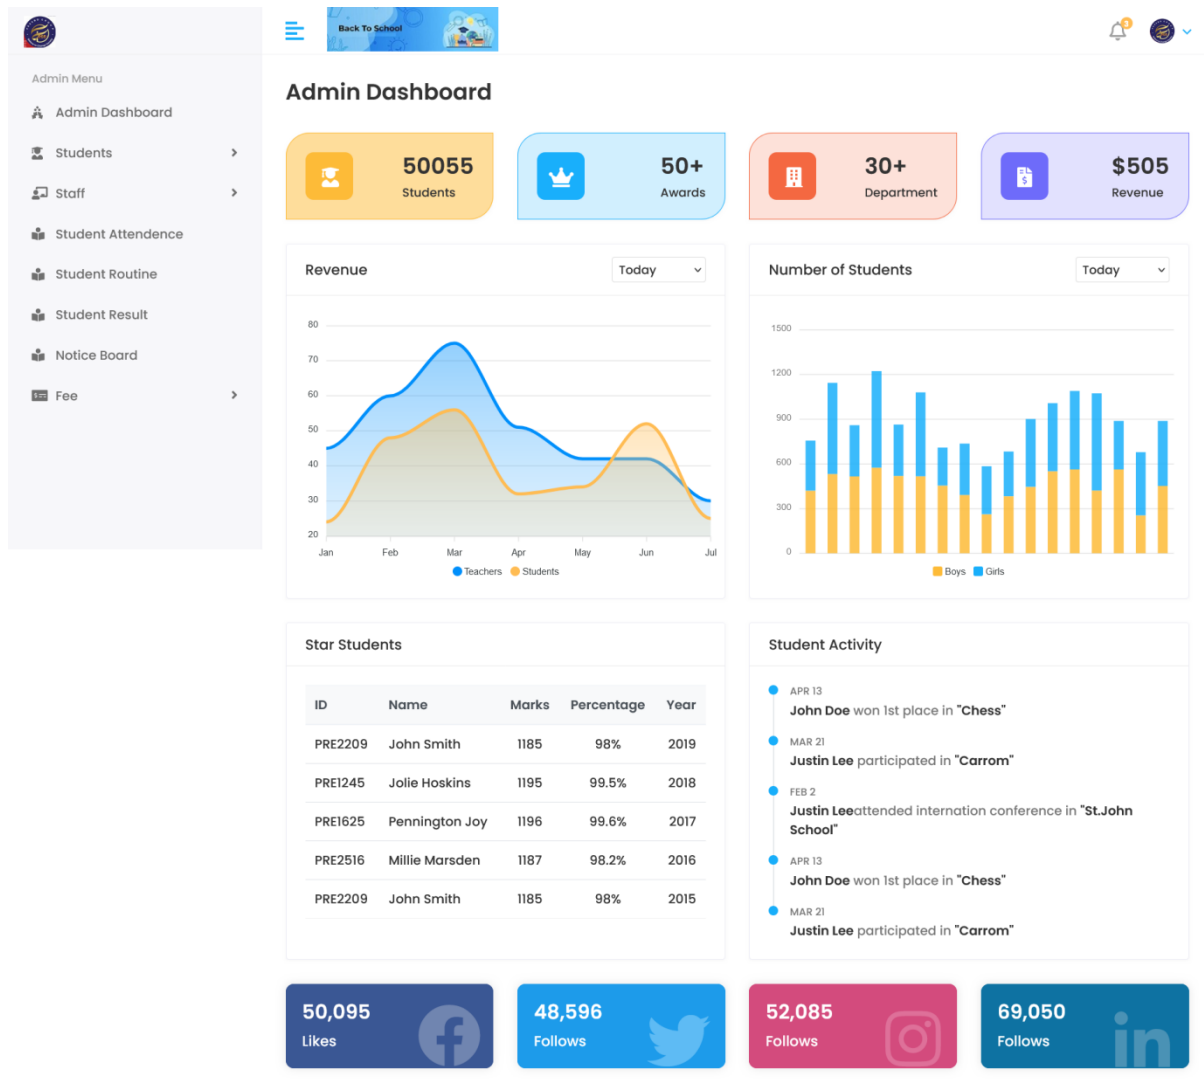 Back To School
3
Admin Menu
Admin Dashboard
Students
Staff
Student Attendence
Student Routine
Student Result
Notice Board
Fee
Admin Dashboard
50055
Students
50+
Awards
30+
Department
$505
Revenue
Revenue
Today
80
70
60
50
40
30
20
Jan Feb Mar Apr May Jun Jul
Teachers Students
Number of Students
Today
1500
1200
900
600
300
0
Boys Girls
Star Students
ID Name Marks Percentage Year
PRE2209 John Smith 1185 98% 2019
PRE1245 Jolie Hoskins 1195 99.5% 2018
PRE1625 Pennington Joy 1196 99.6% 2017
PRE2516 Millie Marsden 1187 98.2% 2016
PRE2209 John Smith 1185 98% 2015
Student Activity
APR 13
John Doe won 1st place in "Chess"
MAR 21
Justin Lee participated in "Carrom"
FEB 2
Justin Leeattended internation conference in "St.John
School"
APR 13
John Doe won 1st place in "Chess"
MAR 21
Justin Lee participated in "Carrom"
50,095
Likes
48,596
Follows
52,085
Follows
69,050
Follows
in